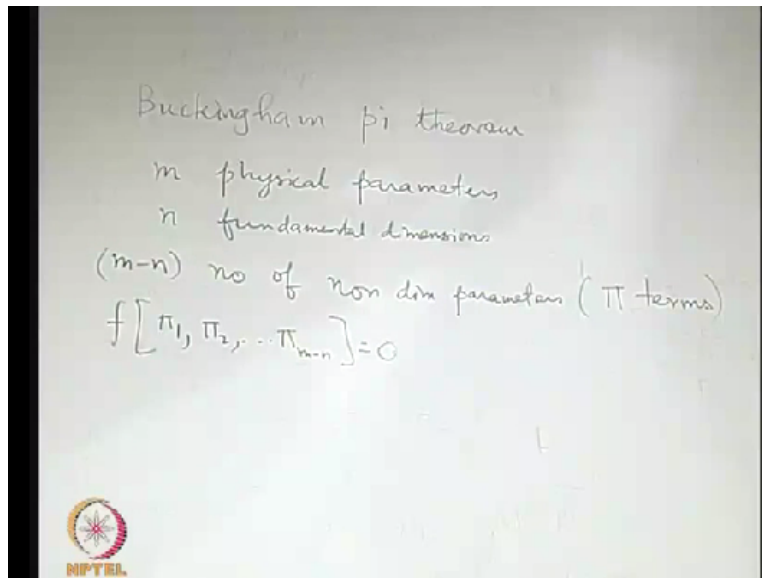 Buckingham pi theorem
m physical parameters
n fundamental dimensions
(m-n) no of non dim parameters (π terms)
f[π₁, π₂, ... πₘ₋ₙ]=0
NPTEL